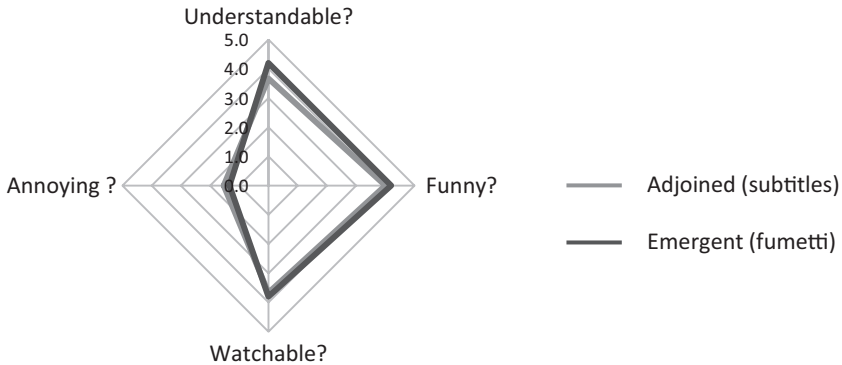 Understandable?
5.0
4.0
3.0
2.0
1.0
0.0
Annoying ?
Funny?
Watchable?
Adjoined (subtitles)
Emergent (fumetti)